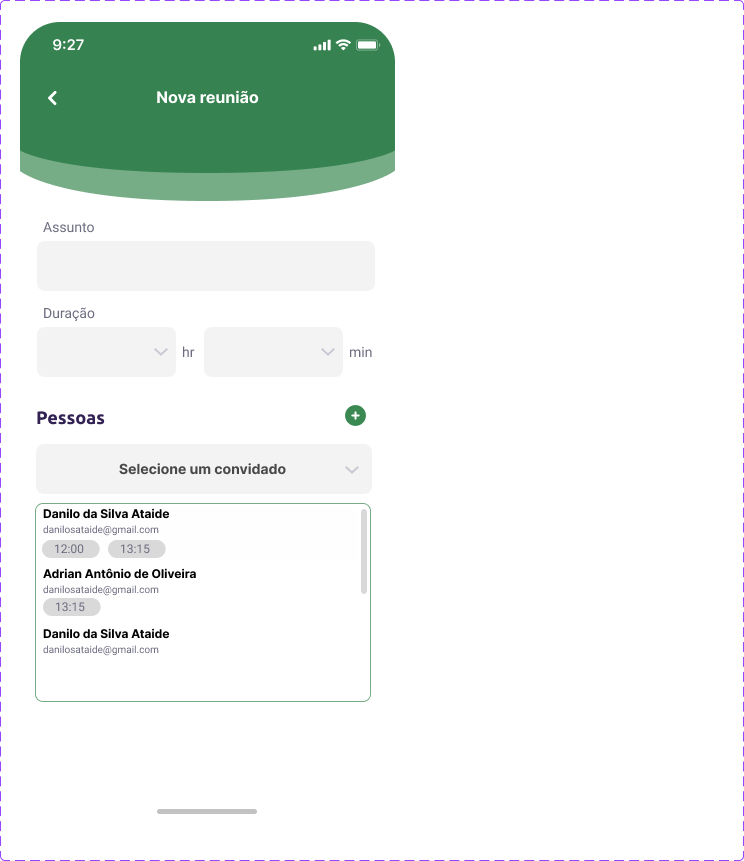 9:27
Nova reunião
Assunto
Duração
hr
min
Pessoas
Selecione um convidado
Danilo da Silva Ataide
danilosataide@gmail.com
12:00 13:15
Adrian Antônio de Oliveira
danilosataide@gmail.com
13:15
Danilo da Silva Ataide
danilosataide@gmail.com